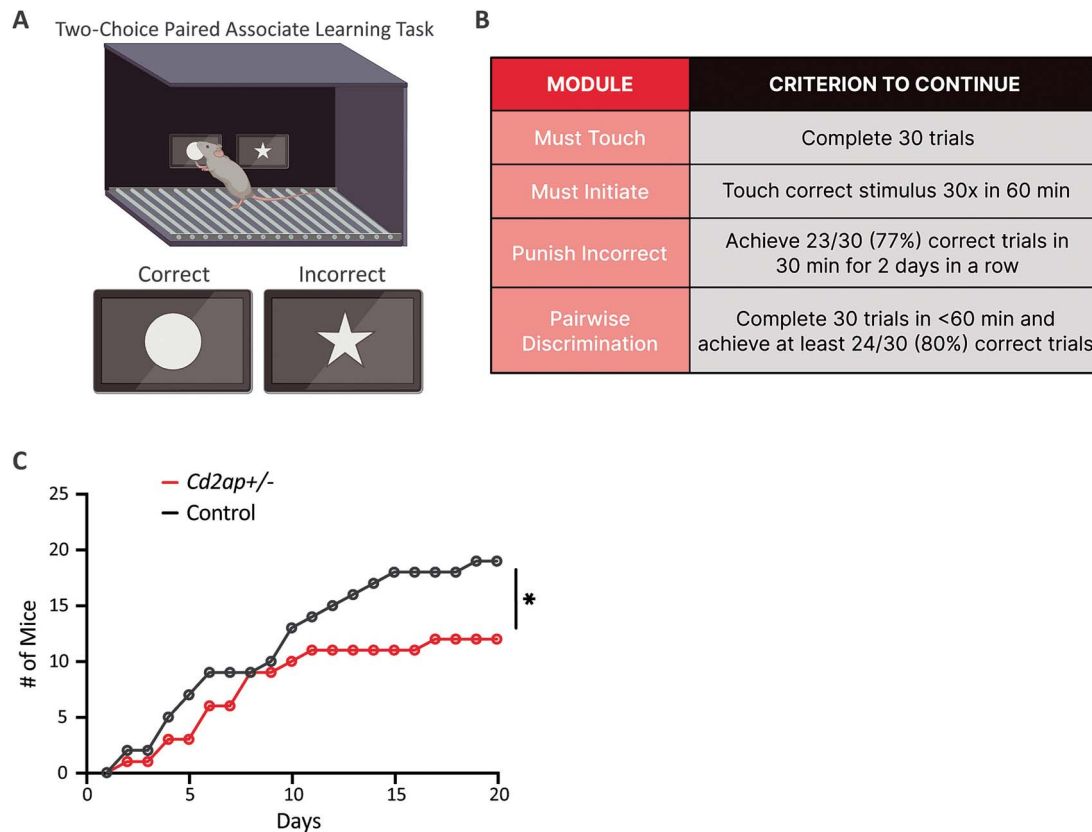 A
Two-Choice Paired Associate Learning Task
Correct
Incorrect
B
MODULE
CRITERION TO CONTINUE
Must Touch
Complete 30 trials
Must Initiate
Touch correct stimulus 30x in 60 min
Punish Incorrect
Achieve 23/30 (77%) correct trials in
30 min for 2 days in a row
Pairwise
Discrimination
Complete 30 trials in <60 min and
achieve at least 24/30 (80%) correct trials
C
Cd2ap+/-
Control
# of Mice
25
20
15
10
5
0
0
5
10
15
20
Days
*